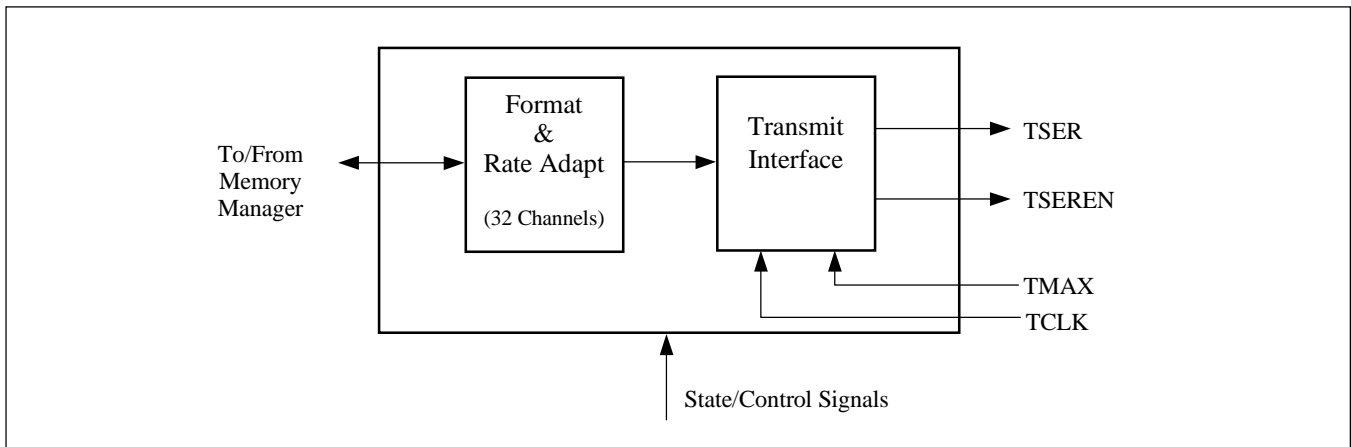 To/From
Memory
Manager
Format
&
Rate Adapt
(32 Channels)
Transmit
Interface
TSER
TSEREN
TMAX
TCLK
State/Control Signals